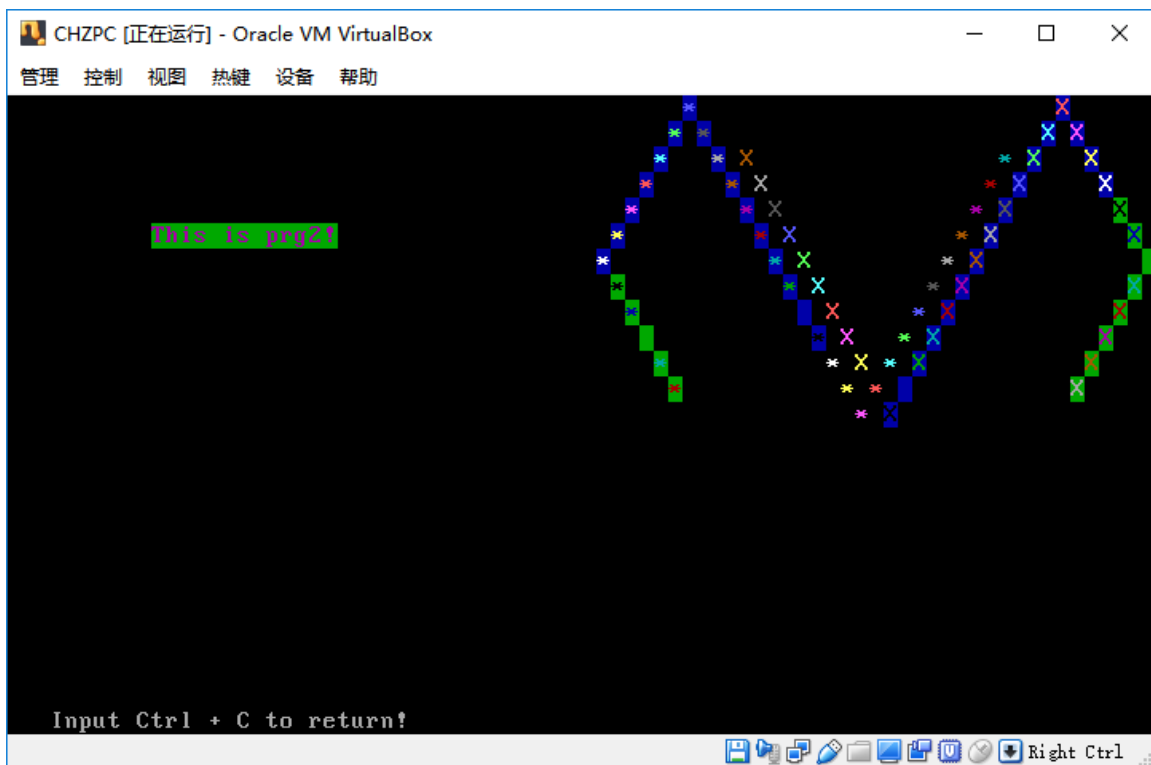 CHZPC [正在运行] - Oracle VM VirtualBox
管理 控制 视图 热键 设备 帮助
This is prg2!
Input Ctrl + C to return!
Right Ctrl